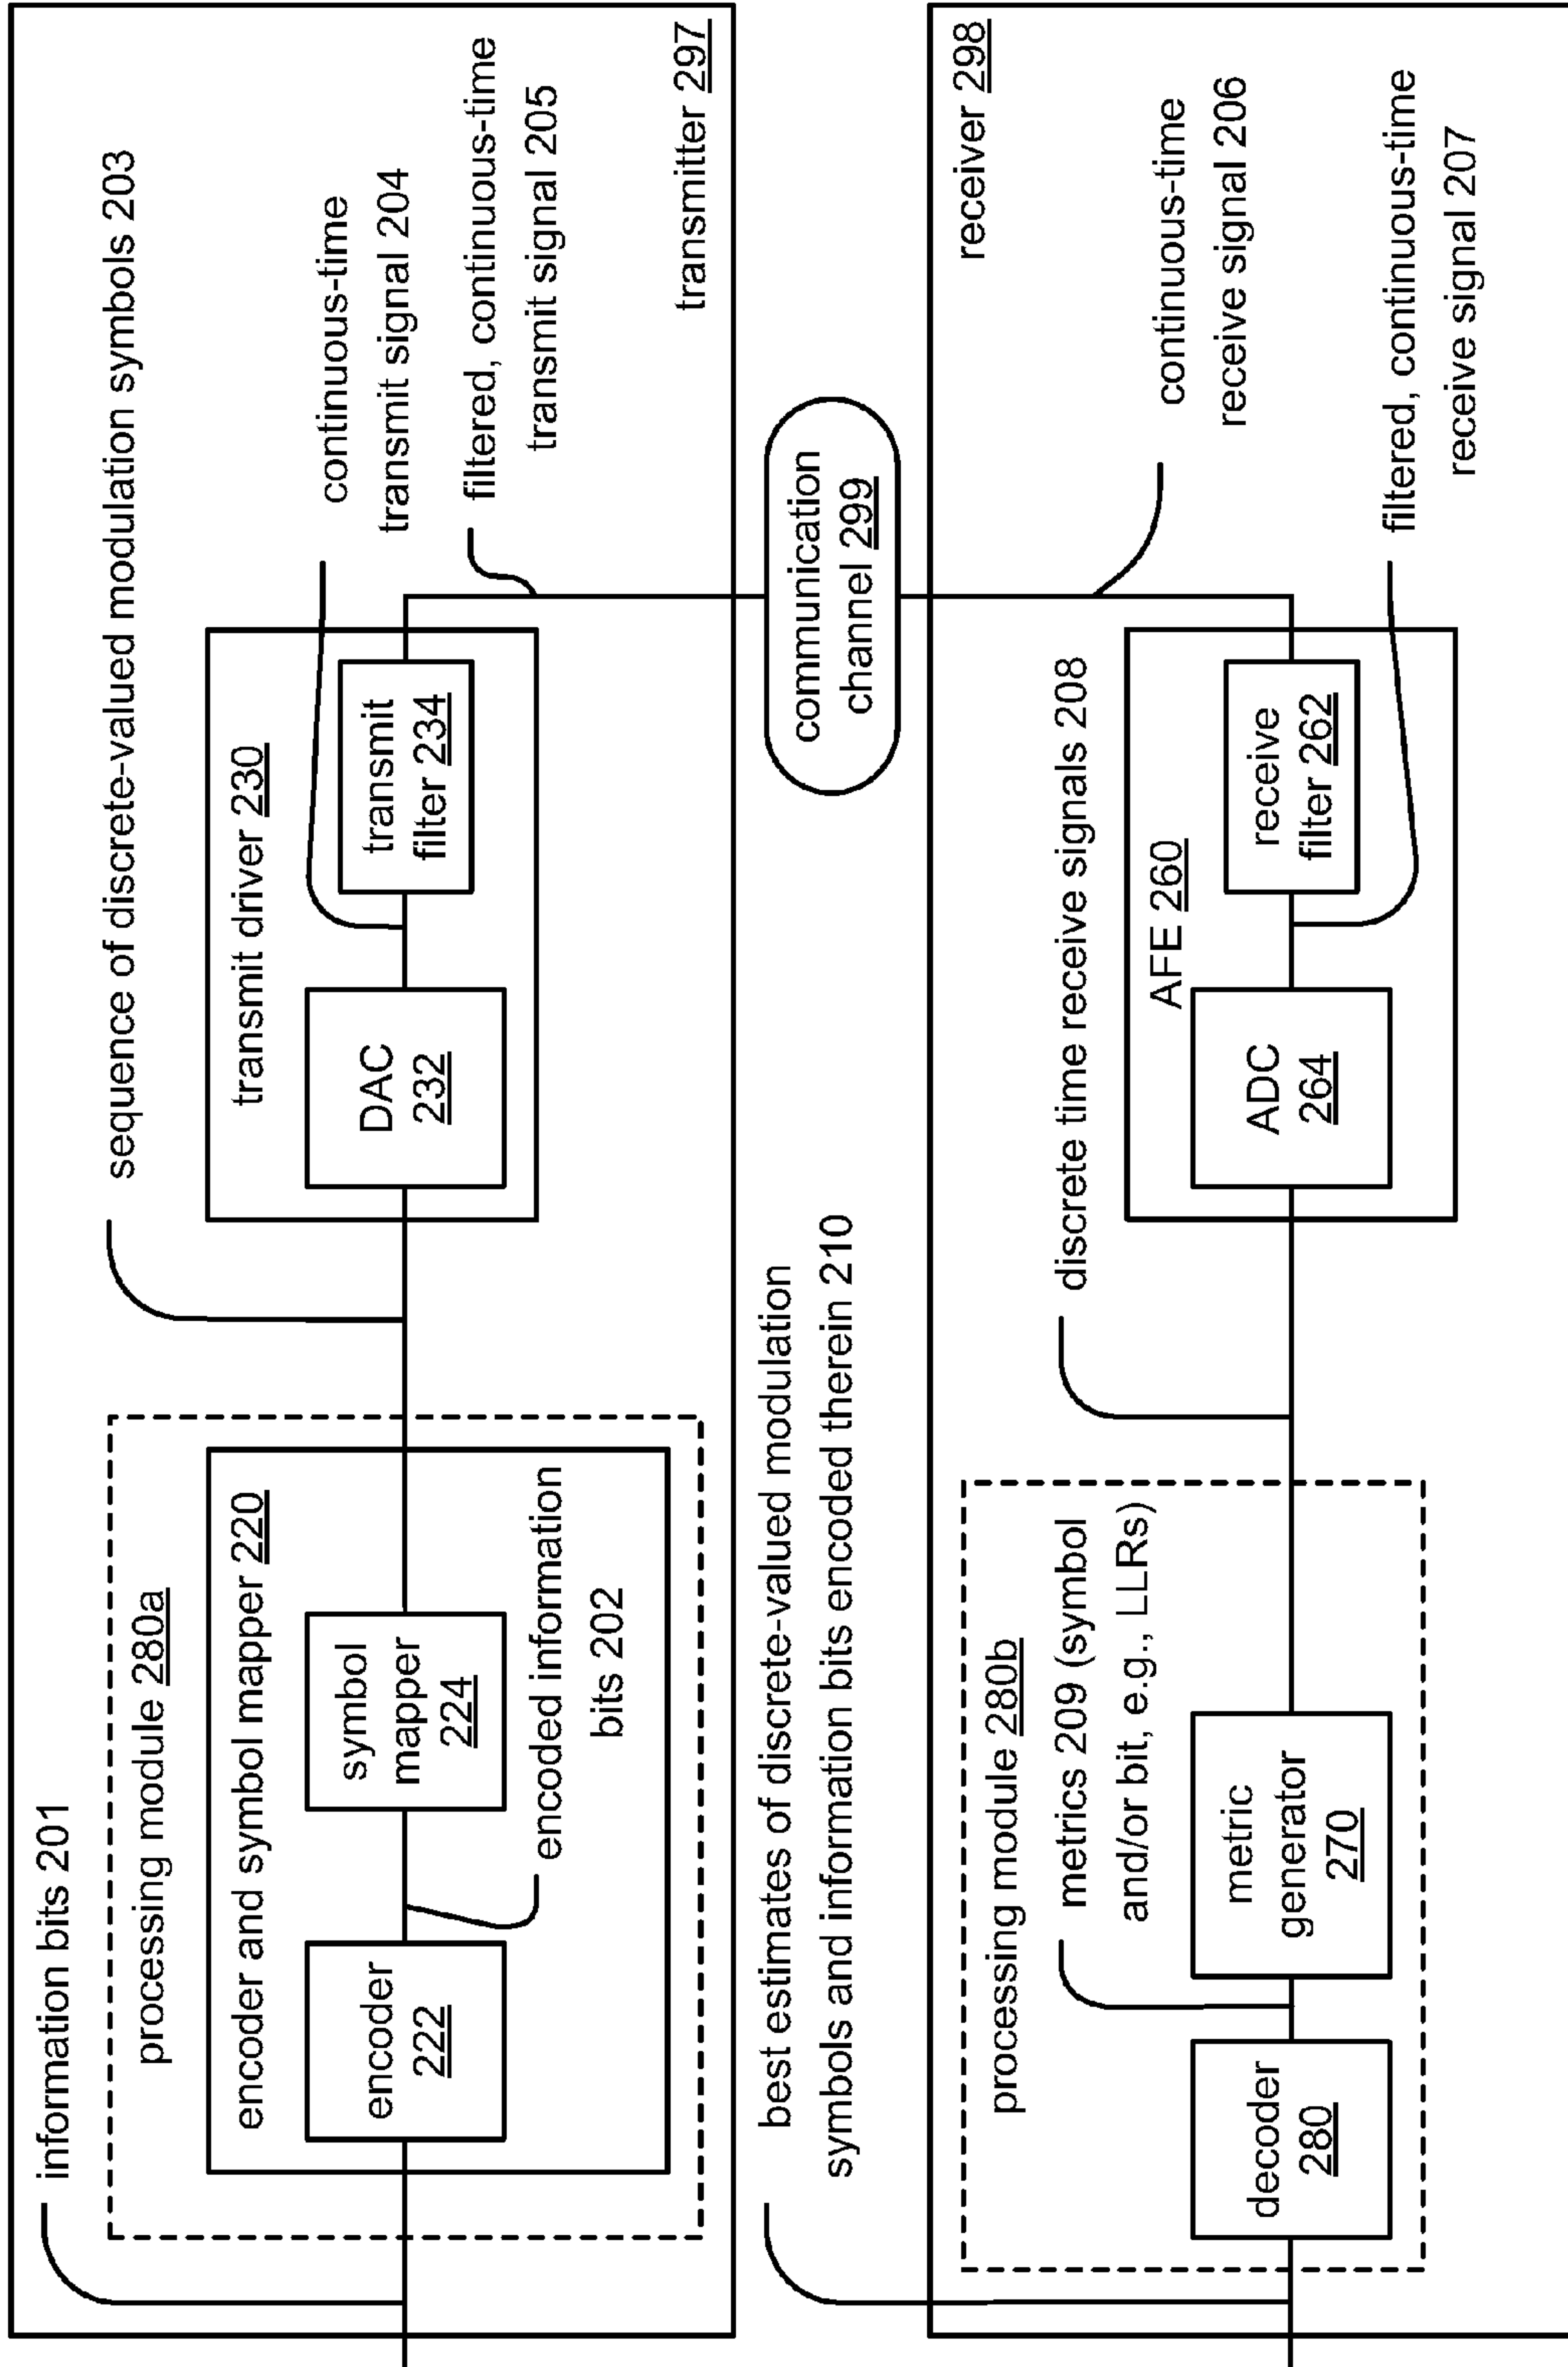 information bits 201
processing module 280a
encoder and symbol mapper 220
encoder
222
symbol
mapper
224
encoded information
bits 202
sequence of discrete-valued modulation symbols 203
transmit driver 230
DAC
232
transmit
filter 234
continuous-time
transmit signal 204
filtered, continuous-time
transmit signal 205
transmitter 297
communication
channel 299
best estimates of discrete-valued modulation
symbols and information bits encoded therein 210
receiver 298
continuous-time
receive signal 206
filtered, continuous-time
receive signal 207
discrete time receive signals 208
AFE 260
receive
filter 262
ADC
264
processing module 280b
metrics 209 (symbol
and/or bit, e.g., LLRs)
metric
generator
270
decoder
280